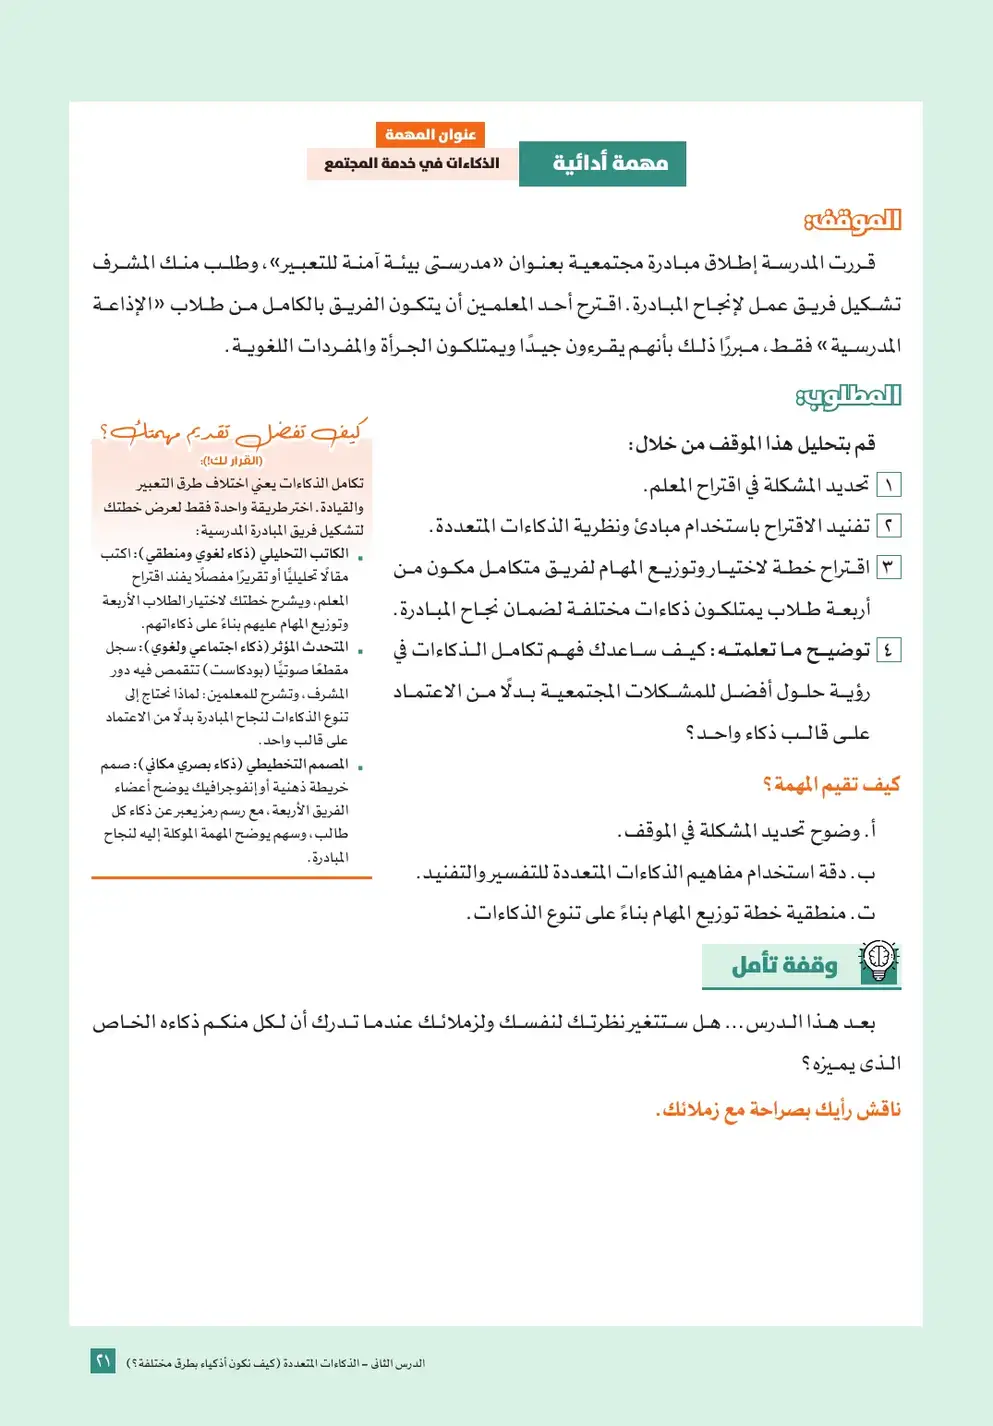 عنوان المهمة
مهمة أدائية
الذكاءات في خدمة المجتمع
الموقف:
قررت المدرسة إطلاق مبادرة مجتمعية بعنوان «مدرستى بيئة آمنة للتعبير»، وطلب منك المشرف
تشكيل فريق عمل لإنجاح المبادرة. اقترح أحد المعلمين أن يتكون الفريق بالكامل من طلاب «الإذاعة
المدرسية» فقط، مبررًا ذلك بأنهم يقرءون جيدًا ويمتلكون الجرأة والمفردات اللغوية.
المطلوب:
قم بتحليل هذا الموقف من خلال:
١ تحديد المشكلة في اقتراح المعلم.
٢ تفنيد الاقتراح باستخدام مبادئ ونظرية الذكاءات المتعددة.
٣ اقتراح خطة لاختيار وتوزيع المهام لفريق متكامل مكون من
أربعة طلاب يمتلكون ذكاءات مختلفة لضمان نجاح المبادرة.
٤ توضيح ما تعلمته: كيف ساعدك فهم تكامل الذكاءات في
رؤية حلول أفضل للمشكلات المجتمعية بدلًا من الاعتماد
على قالب ذكاء واحد؟
كيف تقيم المهمة؟
أ. وضوح تحديد المشكلة في الموقف.
ب. دقة استخدام مفاهيم الذكاءات المتعددة للتفسير والتفنيد.
ت. منطقية خطة توزيع المهام بناءً على تنوع الذكاءات.
كيف تفضل تقديم مهمتك؟
(القرار لك!):
تكامل الذكاءات يعني اختلاف طرق التعبير
والقيادة. اختر طريقة واحدة فقط لعرض خطتك
لتشكيل فريق المبادرة المدرسية:
▪ الكاتب التحليلي (ذكاء لغوي ومنطقي): اكتب
مقالًا تحليليًّا أو تقريرًا مفصلًا يفند اقتراح
المعلم، ويشرح خطتك لاختيار الطلاب الأربعة
وتوزيع المهام عليهم بناءً على ذكاءاتهم.
▪ المتحدث المؤثر (ذكاء اجتماعي ولغوي): سجل
مقطعًا صوتيًّا (بودكاست) تتقمص فيه دور
المشرف، وتشرح للمعلمين: لماذا نحتاج إلى
تنوع الذكاءات لنجاح المبادرة بدلًا من الاعتماد
على قالب واحد.
▪ المصمم التخطيطي (ذكاء بصري مكاني): صمم
خريطة ذهنية أو إنفوجرافيك يوضح أعضاء
الفريق الأربعة، مع رسم رمز يعبر عن ذكاء كل
طالب، وسهم يوضح المهمة الموكلة إليه لنجاح
المبادرة.
وقفة تأمل
بعد هذا الدرس... هل ستتغير نظرتك لنفسك ولزملائك عندما تدرك أن لكل منكم ذكاءه الخاص
الذى يميزه؟
ناقش رأيك بصراحة مع زملائك.
الدرس الثانى - الذكاءات المتعددة (كيف نكون أذكياء بطرق مختلفة؟) ٢١